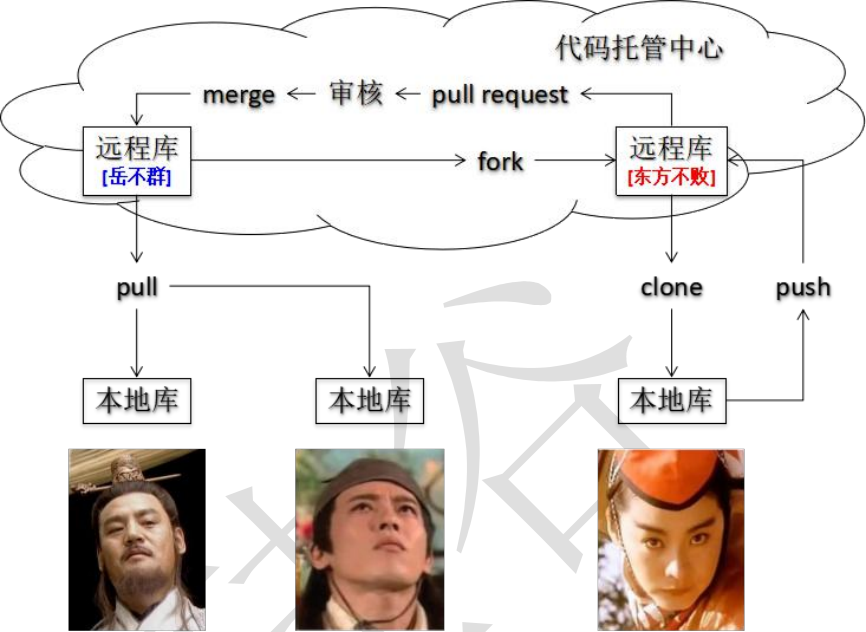 代码托管中心
merge
审核
pull request
远程库
[岳不群]
fork
远程库
[东方不败]
pull
clone
push
本地库
本地库
本地库